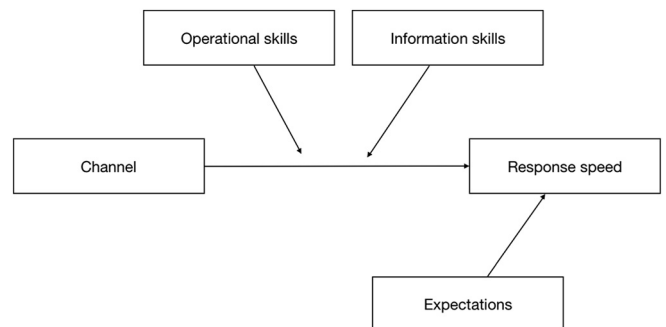 Operational skills
Information skills
Channel
Response speed
Expectations